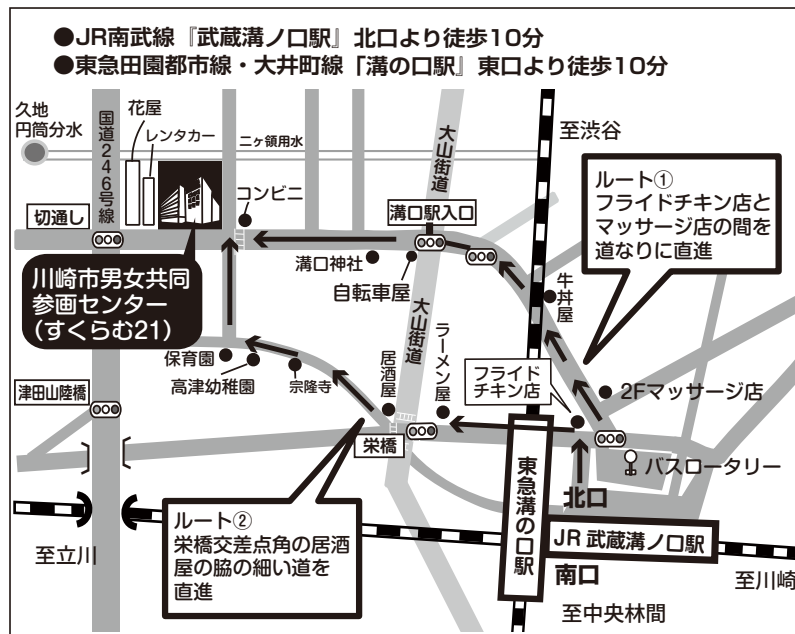 ●JR南武線『武蔵溝ノ口駅』北口より徒歩10分
●東急田園都市線・大井町線「溝の口駅』東口より徒歩10分
久地
円筒分水
国道246号線
花屋
レンタカー
ニヶ領用水
大山街道
至渋谷
コンビニ
溝口駅入口
切通し
ルート①
フライドチキン店と
マッサージ店の間を
道なりに直進
川崎市男女共同
参画センター
(すくらむ21)
溝口神社
自転車屋
牛丼屋
大山街道
保育園
高津幼稚園
宗隆寺
居酒屋
ラーメン屋
フライド
チキン店
2Fマッサージ店
津田山陸橋
栄橋
バスロータリー
北口
東急溝の口駅
ルート②
栄橋交差点角の居酒
屋の脇の細い道を
直進
JR 武蔵溝ノ口駅
至立川
南口
至川崎
至中央林間